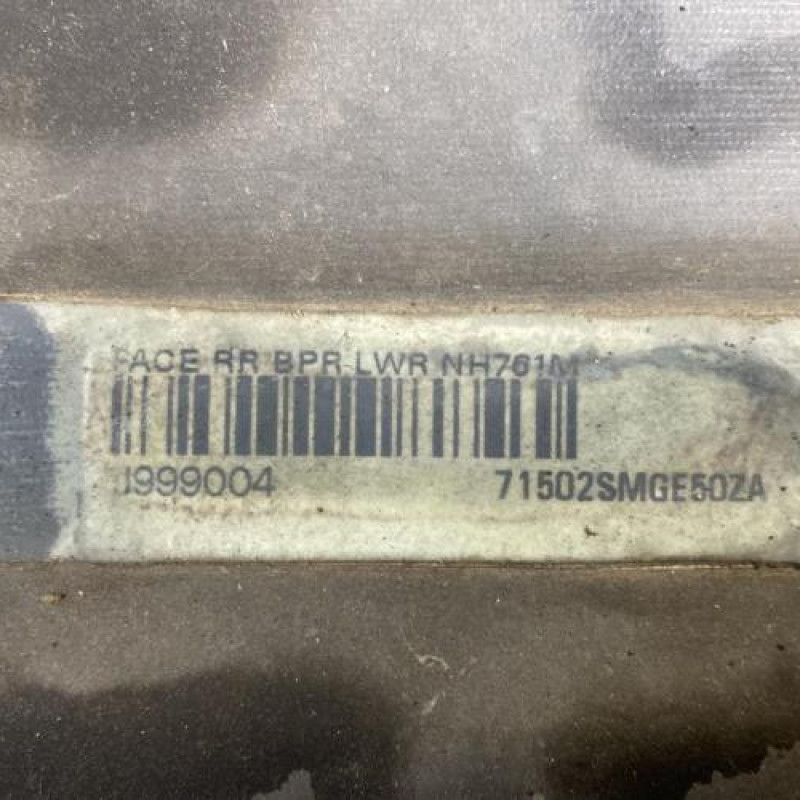 FACE RR BPR LWR NH761M
J999004
71502SMGE50ZA